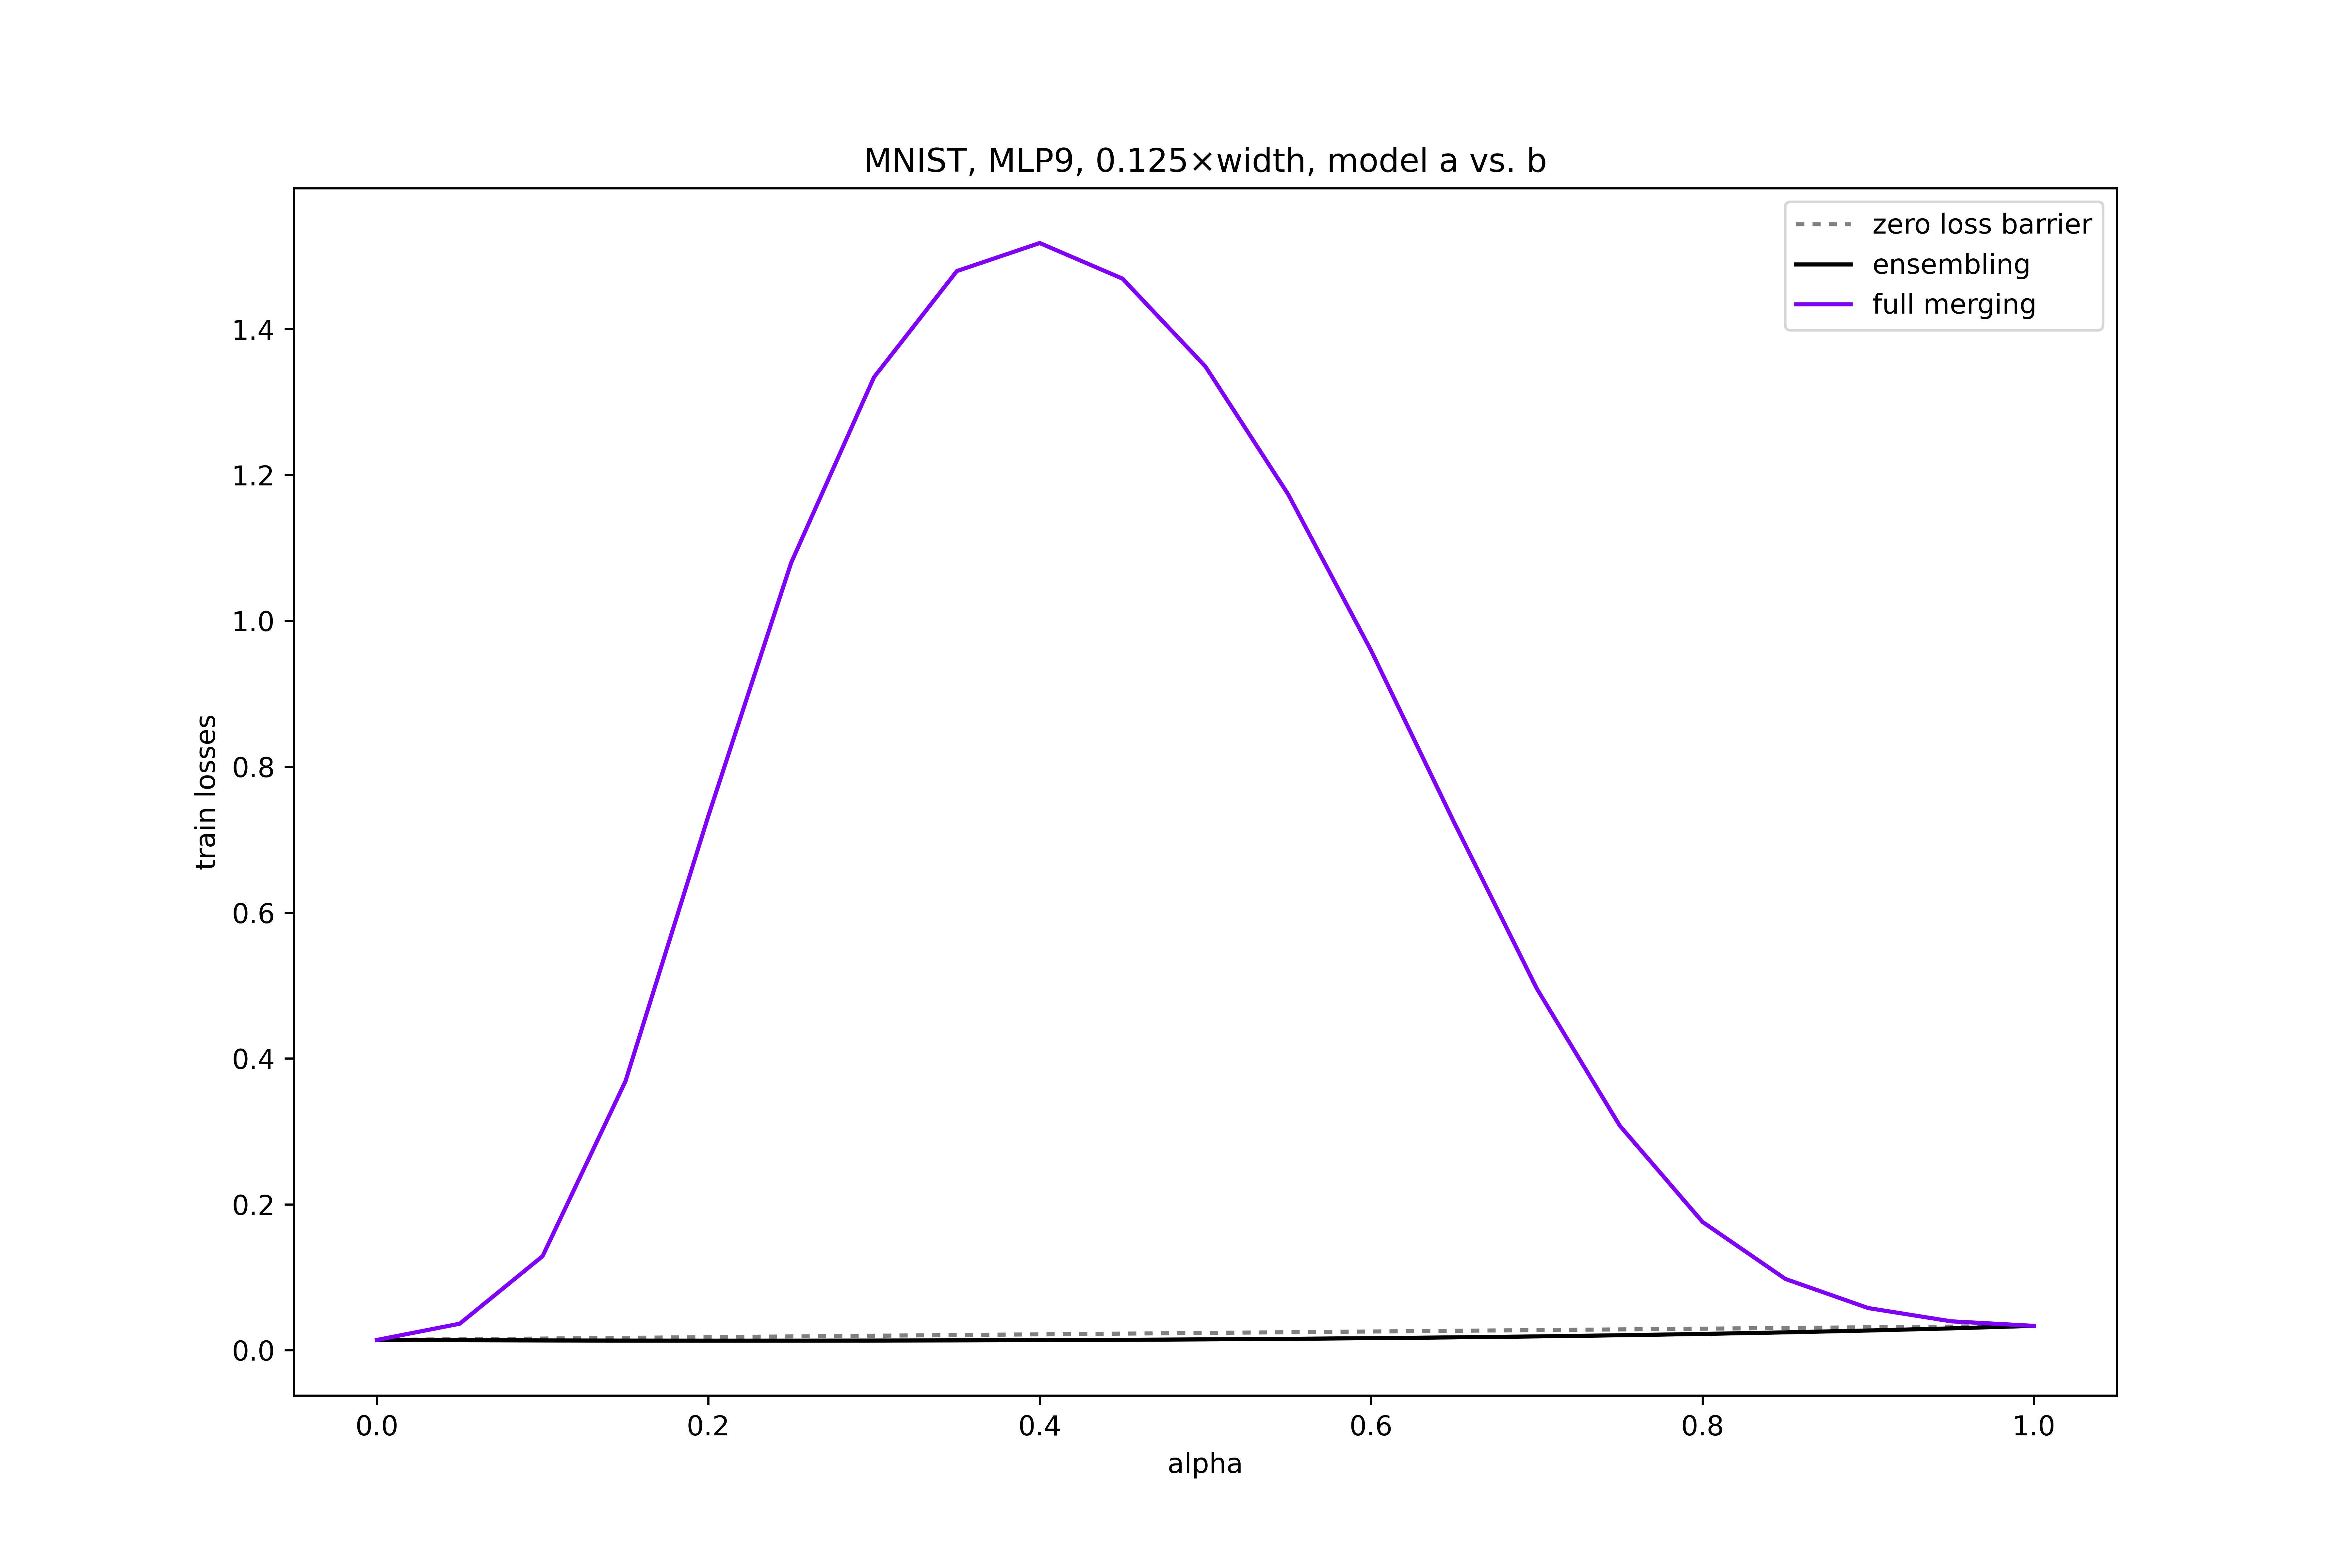 MNIST, MLP9, 0.125×width, model a vs. b
zero loss barrier
ensembling
full merging
1.4
1.2
1.0
0.8
0.6
0.4
0.2
0.0
train losses
0.0 0.2 0.4 0.6 0.8 1.0
alpha